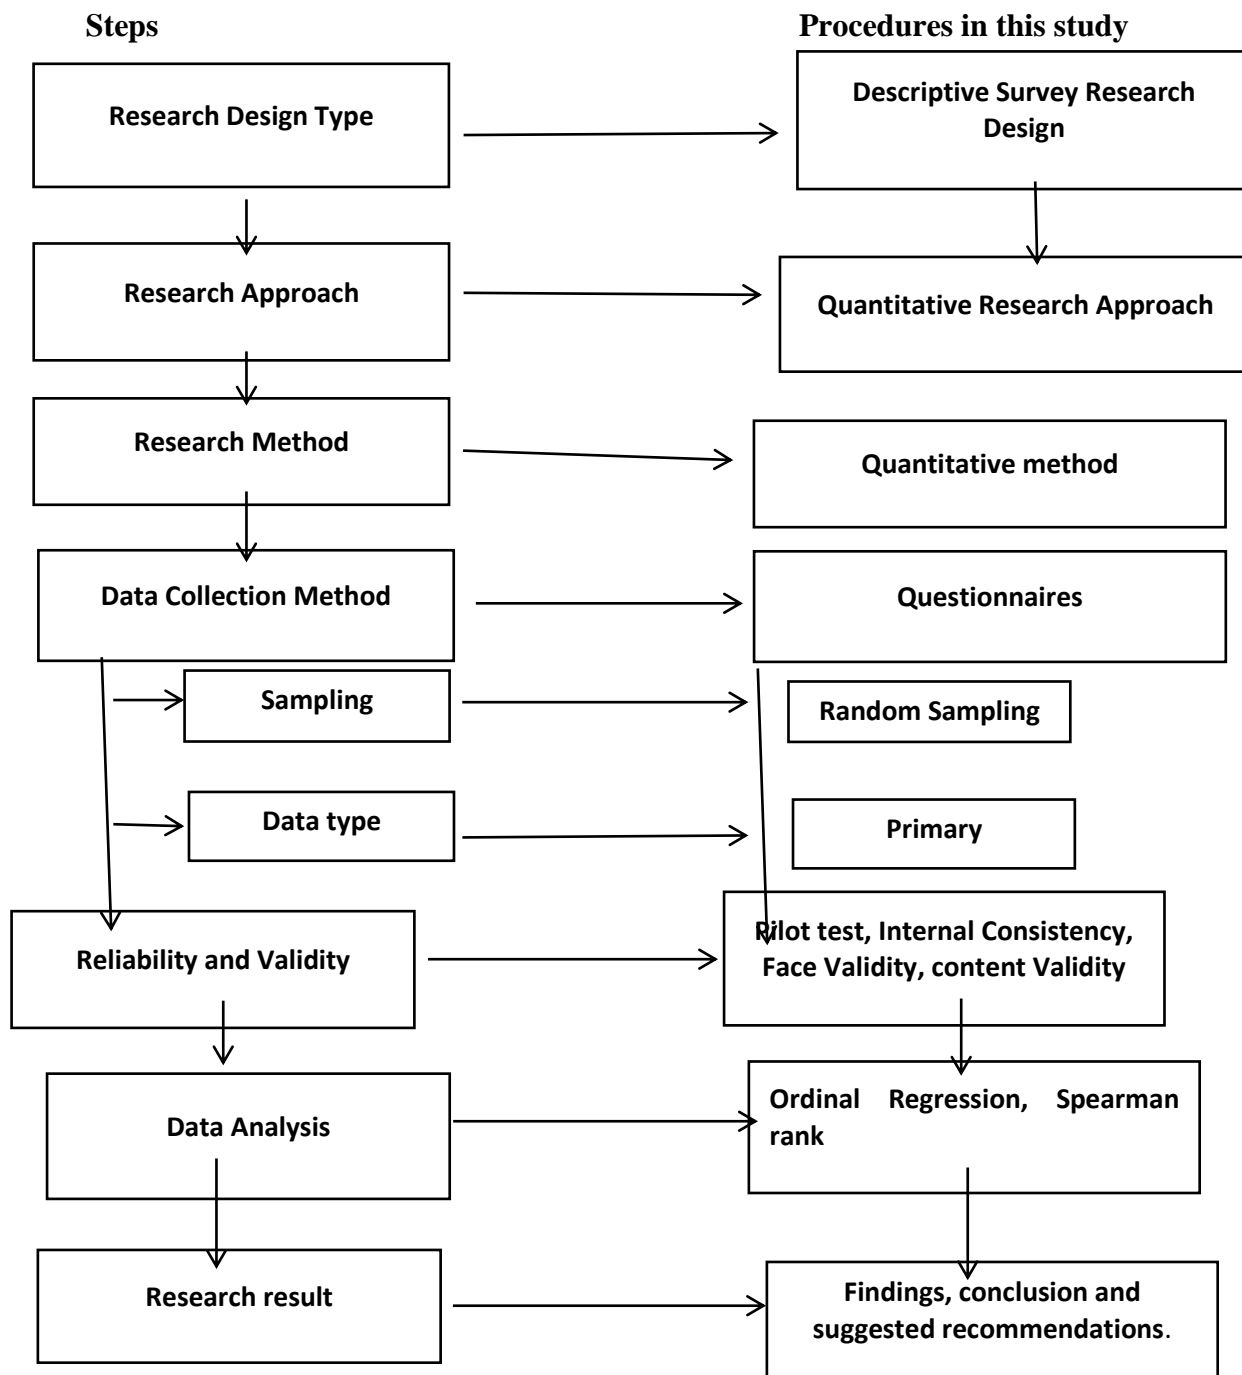 Steps
Procedures in this study
Research Design Type
Descriptive Survey Research
Design
Research Approach
Quantitative Research Approach
Research Method
Quantitative method
Data Collection Method
Questionnaires
Sampling
Random Sampling
Data type
Primary
Reliability and Validity
Pilot test, Internal Consistency,
Face Validity, content Validity
Data Analysis
Ordinal Regression, Spearman
rank
Research result
Findings, conclusion and
suggested recommendations.